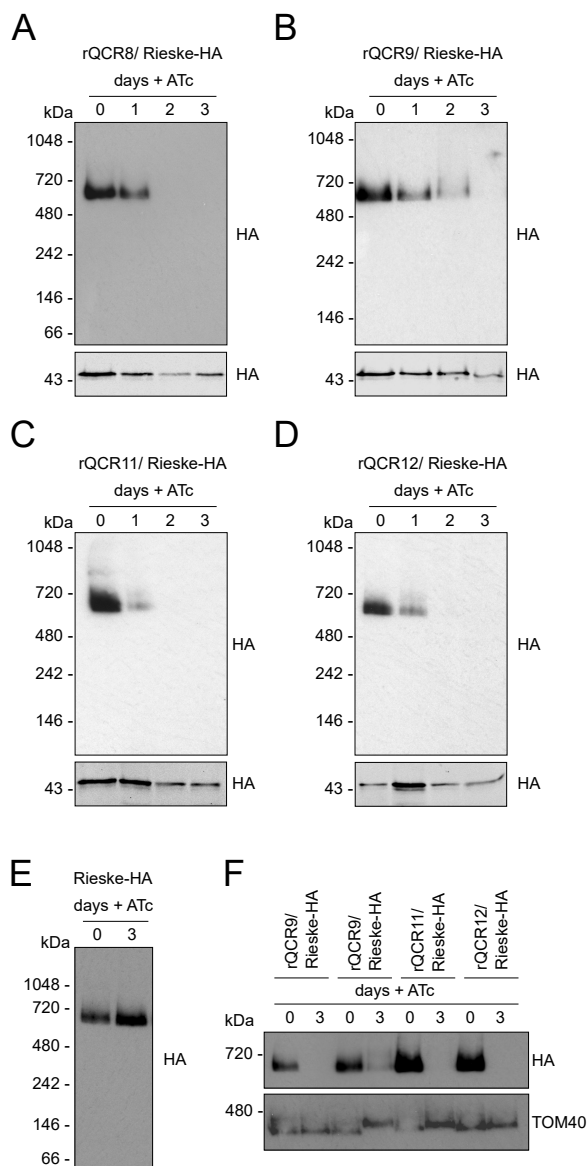 A
rQCR8/ Rieske-HA
days + ATc
kDa 0 1 2 3
1048 -
720 -
480 -
242 -
146 -
66 -
HA
43 -
HA
B
rQCR9/ Rieske-HA
days + ATc
kDa 0 1 2 3
1048 -
720 -
480 -
242 -
146 -
HA
43 -
HA
C
rQCR11/ Rieske-HA
days + ATc
kDa 0 1 2 3
1048 -
720 -
480 -
242 -
146 -
HA
43 -
HA
D
rQCR12/ Rieske-HA
days + ATc
kDa 0 1 2 3
1048 -
720 -
480 -
242 -
146 -
HA
43 -
HA
E
Rieske-HA
days + ATc
0 3
kDa
1048 -
720 -
480 -
242 -
146 -
66 -
HA
F
rQCR9/
Rieske-HA
rQCR9/
Rieske-HA
rQCR11/
Rieske-HA
rQCR12/
Rieske-HA
days + ATc
kDa 0 3 0 3 0 3 0 3
720 -
HA
480 -
TOM40